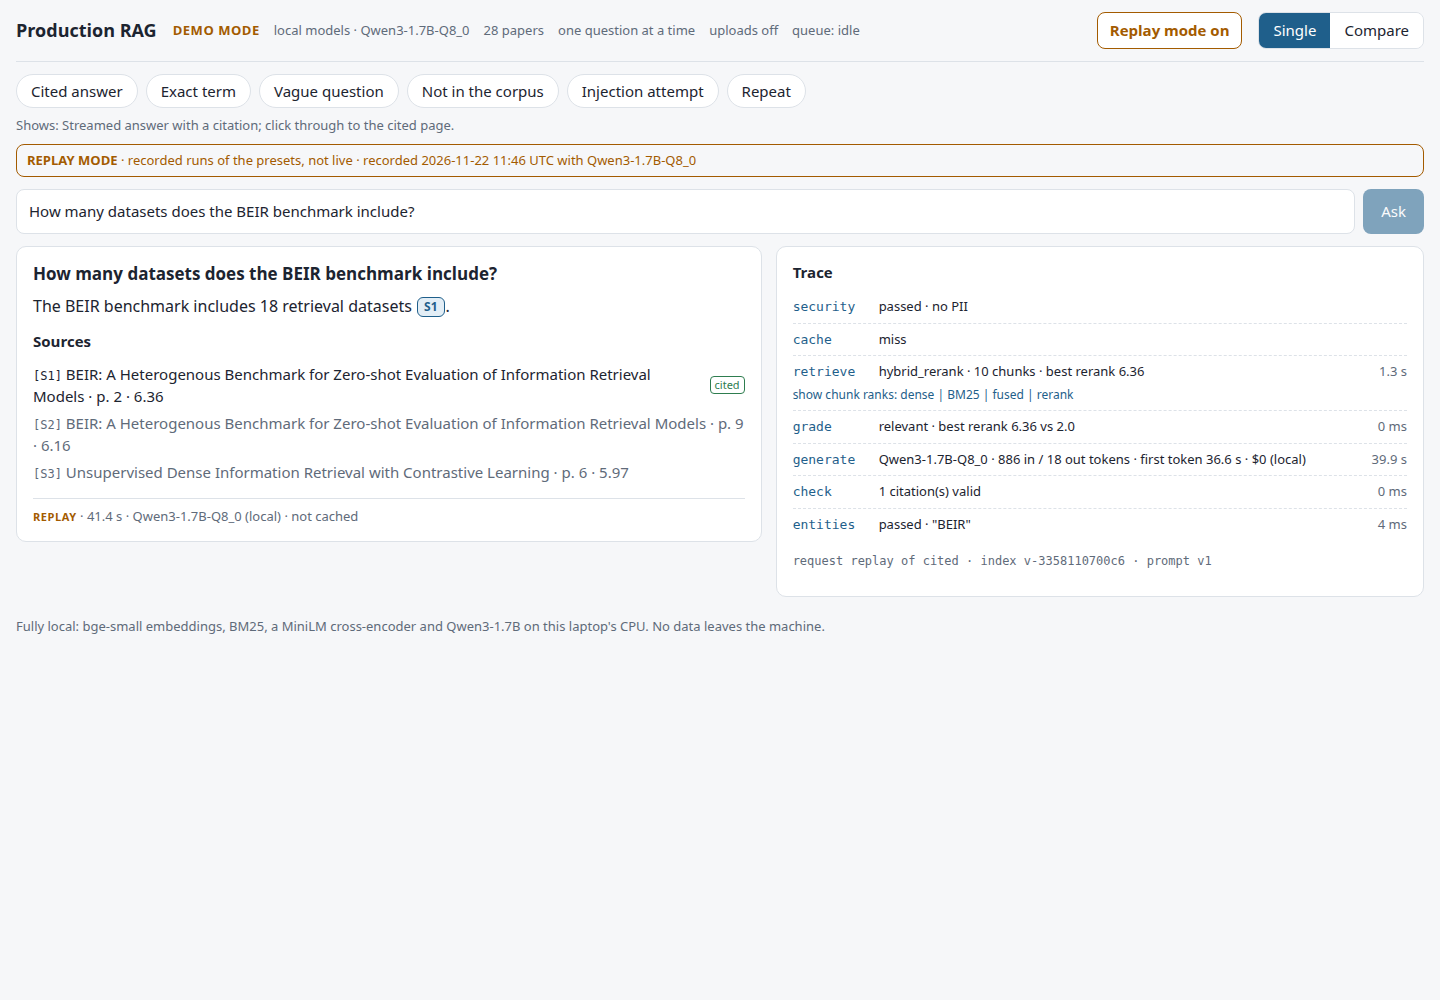 Production RAG DEMO MODE local models · Qwen3-1.7B-Q8_0 28 papers one question at a time uploads off queue: idle Replay mode on Single Compare
Cited answer Exact term Vague question Not in the corpus Injection attempt Repeat
Shows: Streamed answer with a citation; click through to the cited page.
REPLAY MODE · recorded runs of the presets, not live · recorded 2026-11-22 11:46 UTC with Qwen3-1.7B-Q8_0
How many datasets does the BEIR benchmark include? Ask
How many datasets does the BEIR benchmark include?
The BEIR benchmark includes 18 retrieval datasets S1.
Sources
[S1] BEIR: A Heterogenous Benchmark for Zero-shot Evaluation of Information Retrieval
Models · p. 2 · 6.36
cited
[S2] BEIR: A Heterogenous Benchmark for Zero-shot Evaluation of Information Retrieval Models · p. 9
· 6.16
[S3] Unsupervised Dense Information Retrieval with Contrastive Learning · p. 6 · 5.97
REPLAY · 41.4 s · Qwen3-1.7B-Q8_0 (local) · not cached
Trace
security passed · no PII
cache miss
retrieve hybrid_rerank · 10 chunks · best rerank 6.36 1.3 s
show chunk ranks: dense | BM25 | fused | rerank
grade relevant · best rerank 6.36 vs 2.0 0 ms
generate Qwen3-1.7B-Q8_0 · 886 in / 18 out tokens · first token 36.6 s · $0 (local) 39.9 s
check 1 citation(s) valid 0 ms
entities passed · "BEIR" 4 ms
request replay of cited · index v-3358110700c6 · prompt v1
Fully local: bge-small embeddings, BM25, a MiniLM cross-encoder and Qwen3-1.7B on this laptop's CPU. No data leaves the machine.